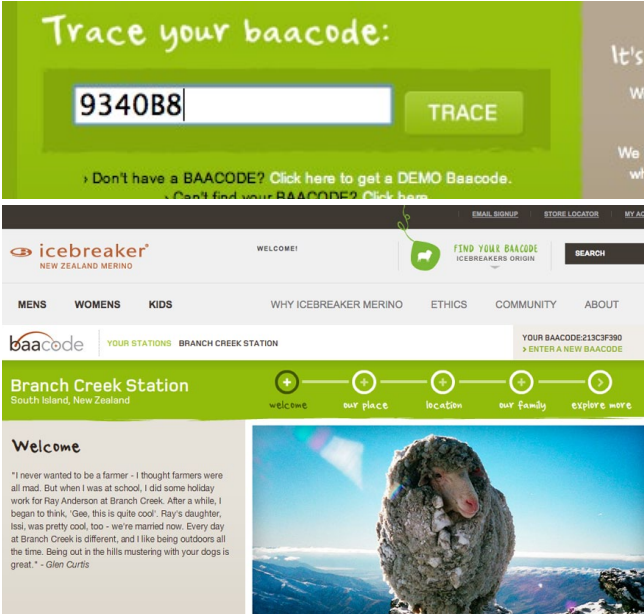 Trace your baacode:
It's
9340B8
TRACE
We
› Don't have a BAACODE? Click here to get a DEMO Baacode.
› Can't find your BAACODE? Click here
EMAIL SIGNUP STORE LOCATOR
icebreaker®
NEW ZEALAND MERINO
WELCOME!
FIND YOUR BAACODE
ICEBREAKERS ORIGIN
SEARCH
MENS WOMENS KIDS WHY ICEBREAKER MERINO ETHICS COMMUNITY ABOUT
baacode YOUR STATIONS BRANCH CREEK STATION
YOUR BAACODE:213C3F390
> ENTER A NEW BAACODE
Branch Creek Station
South Island, New Zealand
welcome our place location our family explore more
Welcome
"I never wanted to be a farmer - I thought farmers were
all mad. But when I was at school, I did some holiday
work for Ray Anderson at Branch Creek. After a while, I
began to think, 'Gee, this is quite cool'. Ray's daughter,
Issi, was pretty cool, too - we're married now. Every day
at Branch Creek is different, and I like being outdoors all
the time. Being out in the hills mustering with your dogs is
great." - Glen Curtis